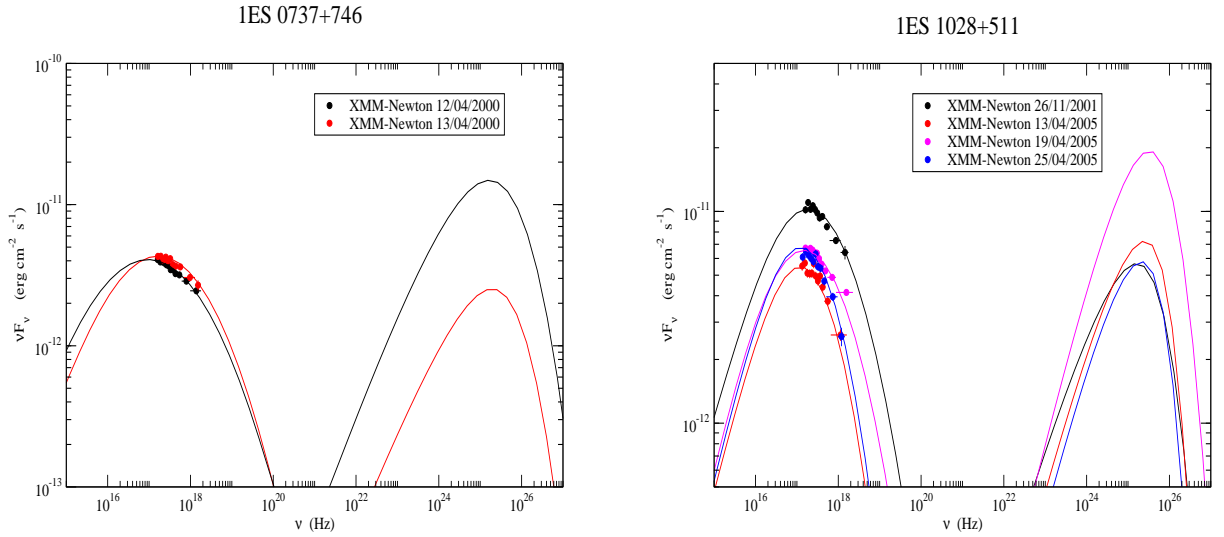 1ES 0737+746
10^-10
10^-11
10^-12
10^-13
νF_ν (erg cm^-2 s^-1)
XMM-Newton 12/04/2000
XMM-Newton 13/04/2000
10^16 10^18 10^20 10^22 10^24 10^26
ν (Hz)
1ES 1028+511
10^-11
10^-12
νF_ν (erg cm^-2 s^-1)
XMM-Newton 26/11/2001
XMM-Newton 13/04/2005
XMM-Newton 19/04/2005
XMM-Newton 25/04/2005
10^16 10^18 10^20 10^22 10^24 10^26
ν (Hz)